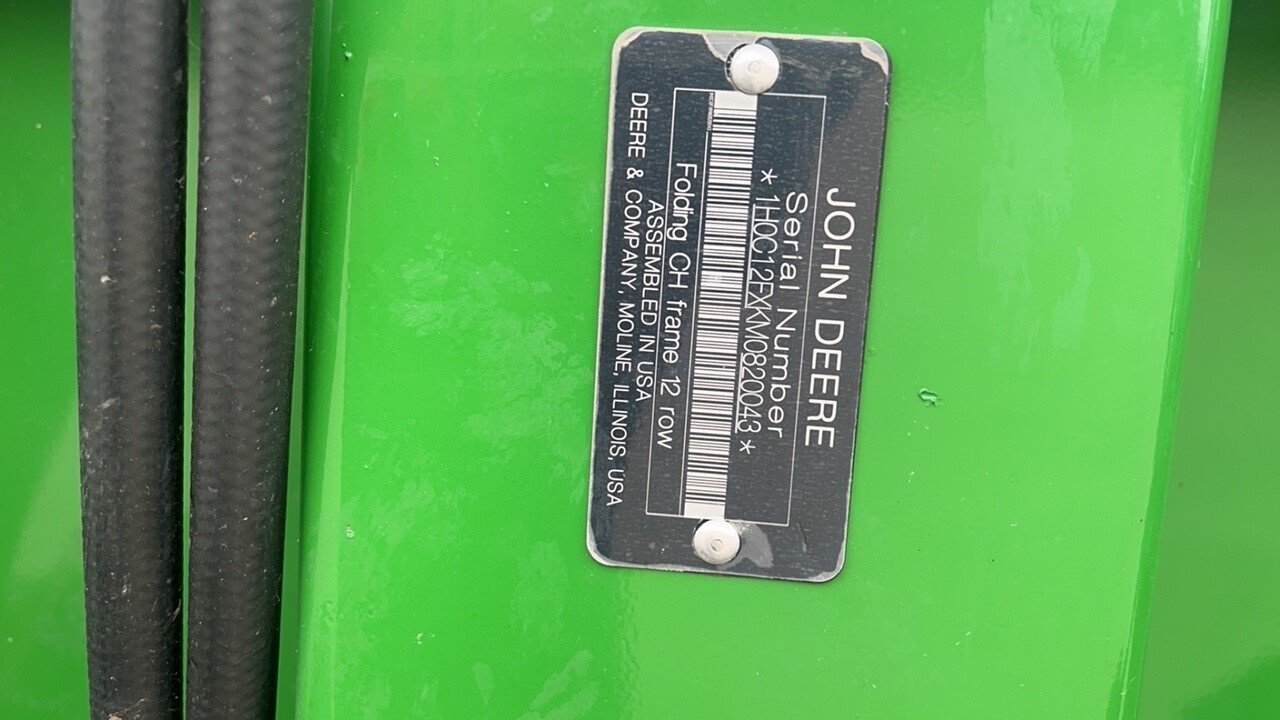 JOHN DEERE
Serial Number
*1H0C12FXKM0820043*
Folding CH frame 12 row
ASSEMBLED IN USA
DEERE & COMPANY, MOLINE, ILLINOIS, USA